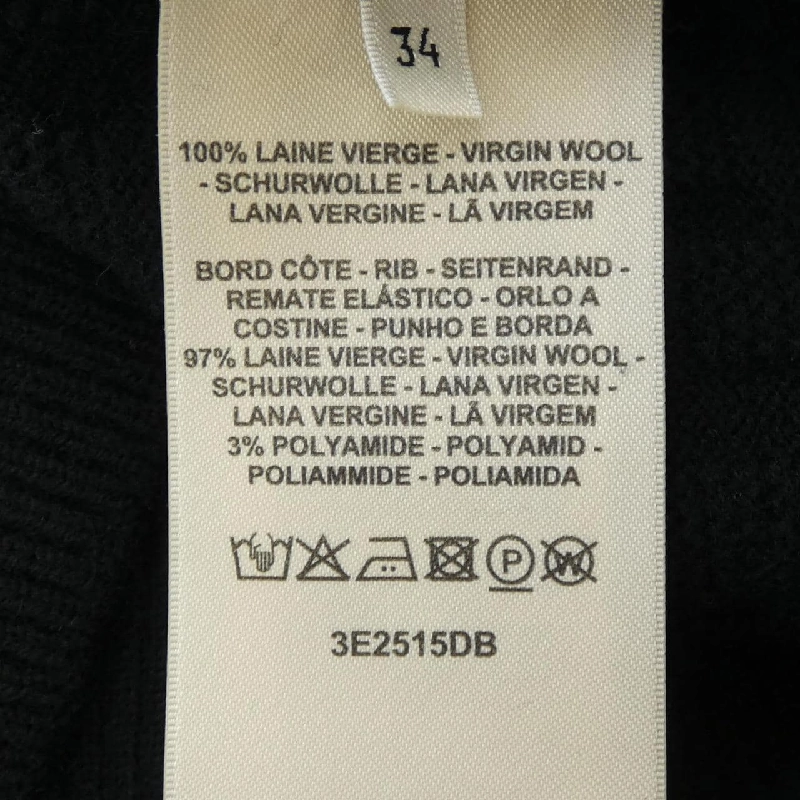 34
100% LAINE VIERGE - VIRGIN WOOL
- SCHURWOLLE - LANA VIRGEN -
LANA VERGINE - LÃ VIRGEM
BORD CÔTE - RIB - SEITENRAND -
REMATE ELÁSTICO - ORLO A
COSTINE - PUNHO E BORDA
97% LAINE VIERGE - VIRGIN WOOL -
SCHURWOLLE - LANA VIRGEN -
LANA VERGINE - LÃ VIRGEM
3% POLYAMIDE - POLYAMID -
POLIAMMIDE - POLIAMIDA
P W
3E2515DB